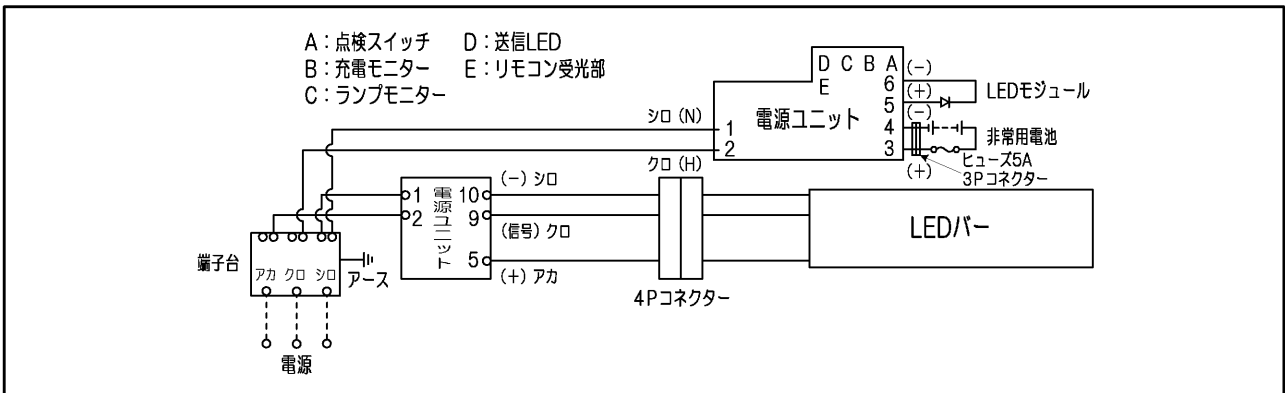 A：点検スイッチ　D：送信LED
B：充電モニター　E：リモコン受光部
C：ランプモニター
D C B A
E
電源ユニット
1
2
6
5
4
3
(-)
(+)
(-)
(+)
LEDモジュール
非常用電池
ヒューズ5A
3Pコネクター
シロ (N)
クロ (H)
1
2
電源ユニット
10
9
5
(-) シロ
(信号) クロ
(+) アカ
4Pコネクター
LEDバー
端子台
アカ クロ シロ
アース
電源